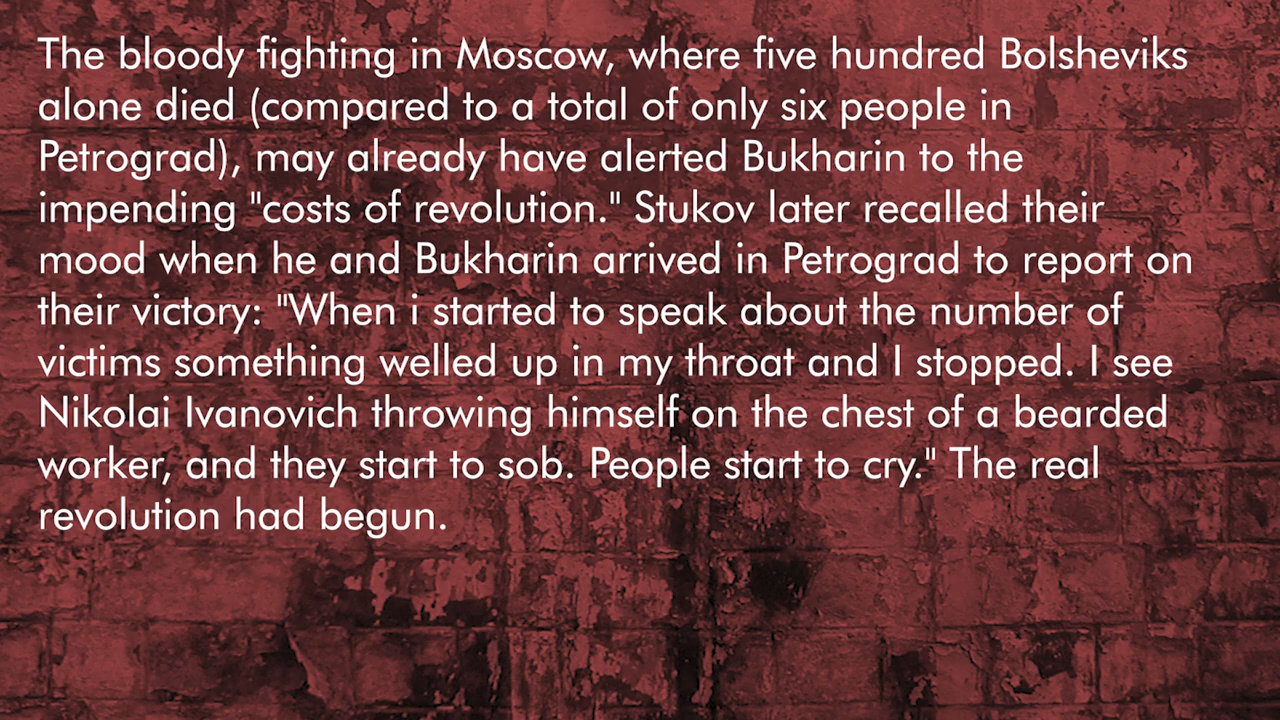 The bloody fighting in Moscow, where five hundred Bolsheviks
alone died (compared to a total of only six people in
Petrograd), may already have alerted Bukharin to the
impending "costs of revolution." Stukov later recalled their
mood when he and Bukharin arrived in Petrograd to report on
their victory: "When i started to speak about the number of
victims something welled up in my throat and I stopped. I see
Nikolai Ivanovich throwing himself on the chest of a bearded
worker, and they start to sob. People start to cry." The real
revolution had begun.